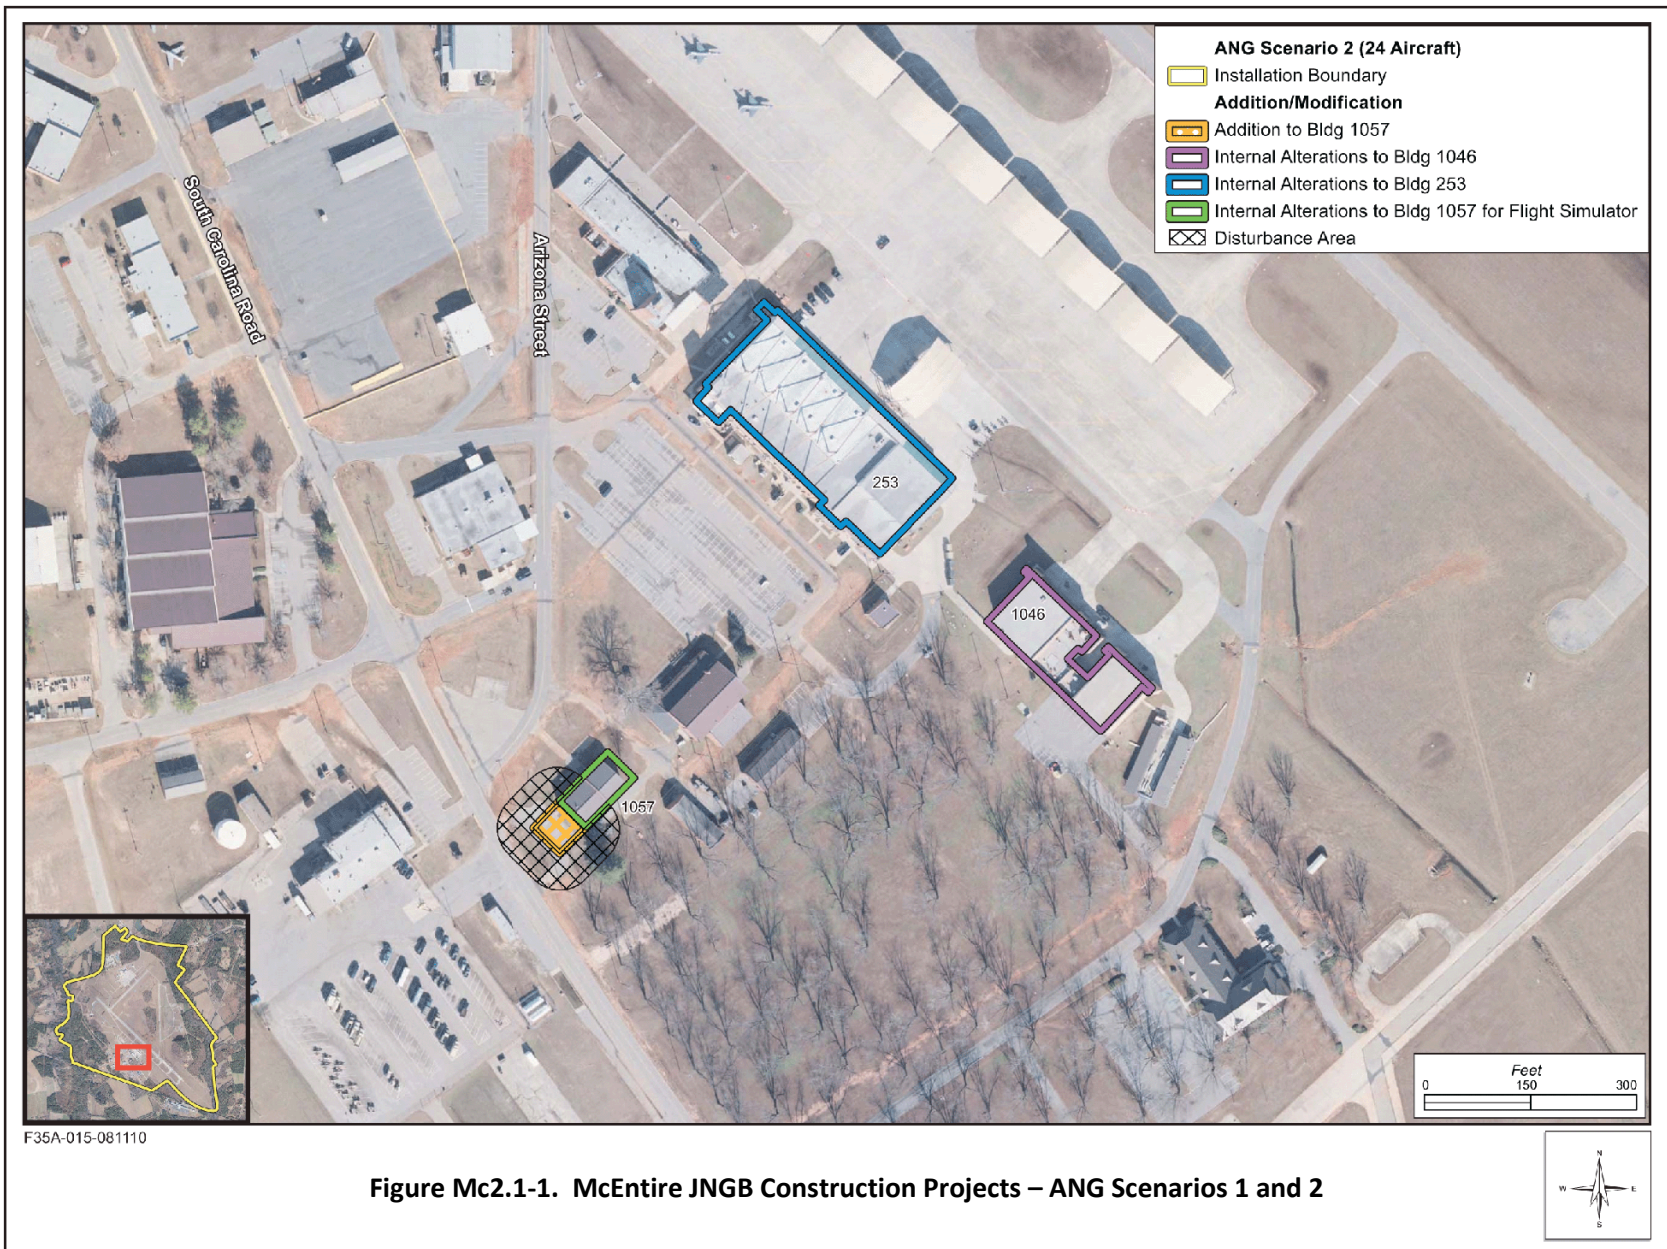 ANG Scenario 2 (24 Aircraft)
Installation Boundary
Addition/Modification
Addition to Bldg 1057
Internal Alterations to Bldg 1046
Internal Alterations to Bldg 253
Internal Alterations to Bldg 1057 for Flight Simulator
Disturbance Area
South Carolina Road
Arizona Street
253
1046
1057
Feet
0 150 300
F35A-015-081110
Figure Mc2.1-1. McEntire JNGB Construction Projects – ANG Scenarios 1 and 2
N
W E
S